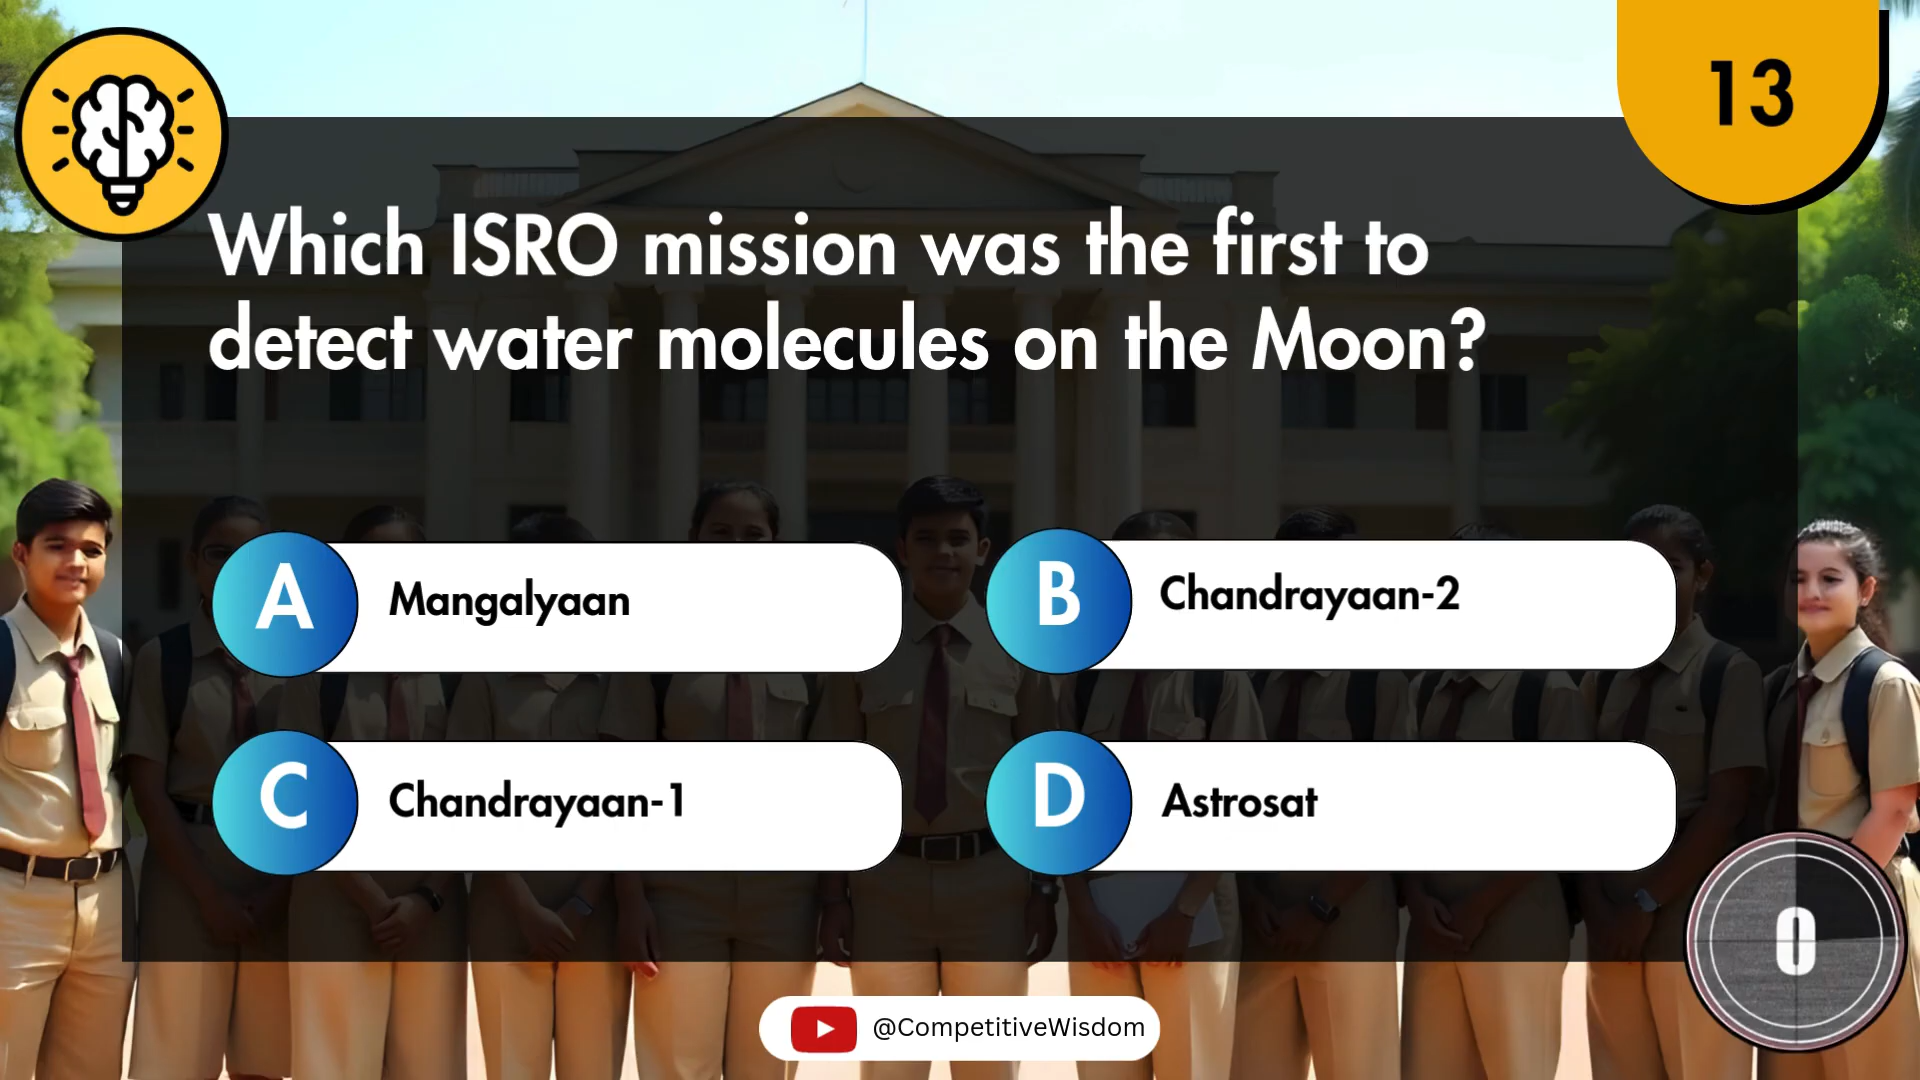 13
Which ISRO mission was the first to
detect water molecules on the Moon?
A Mangalyaan
B Chandrayaan-2
C Chandrayaan-1
D Astrosat
0
@CompetitiveWisdom